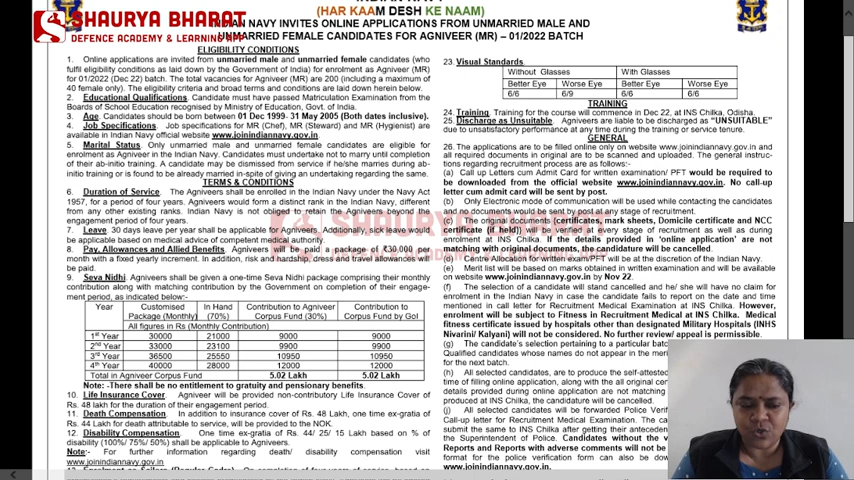 SHAURYA BHARAT
DEFENCE ACADEMY & LEARNING APP
(HAR KAAM DESH KE NAAM)
INDIAN NAVY INVITES ONLINE APPLICATIONS FROM UNMARRIED MALE AND
UNMARRIED FEMALE CANDIDATES FOR AGNIVEER (MR) – 01/2022 BATCH
ELIGIBILITY CONDITIONS
1. Online applications are invited from unmarried male and unmarried female candidates (who
fulfil eligibility conditions as laid down by the Government of India) for enrolment as Agniveer (MR)
for 01/2022 (Dec 22) batch. The total vacancies for Agniveer (MR) are 200 (including a maximum of
40 female only). The eligibility criteria and broad terms and conditions are laid down herein below.
2. Educational Qualifications. Candidate must have passed Matriculation Examination from the
Boards of School Education recognised by Ministry of Education, Govt. of India.
3. Age. Candidates should be born between 01 Dec 1999- 31 May 2005 (Both dates inclusive).
4. Job Specifications. Job specifications for MR (Chef), MR (Steward) and MR (Hygienist) are
available in Indian Navy official website www.joinindiannavy.gov.in.
5. Marital Status. Only unmarried male and unmarried female candidates are eligible for
enrolment as Agniveer in the Indian Navy. Candidates must undertake not to marry until completion
of their ab-initio training. A candidate may be dismissed from service if he/she marries during ab-
initio training or is found to be already married in-spite of giving an undertaking regarding the same.
TERMS & CONDITIONS
6. Duration of Service. The Agniveers shall be enrolled in the Indian Navy under the Navy Act
1957, for a period of four years. Agniveers would form a distinct rank in the Indian Navy, different
from any other existing ranks. Indian Navy is not obliged to retain the Agniveers beyond the
engagement period of four years.
7. Leave. 30 days leave per year shall be applicable for Agniveers. Additionally, sick leave would
be applicable based on medical advice of competent medical authority.
8. Pay, Allowances and Allied Benefits. Agniveers will be paid a package of ₹30,000 per
month with a fixed yearly increment. In addition, risk and hardship, dress and travel allowances will
be paid.
9. Seva Nidhi. Agniveers shall be given a one-time Seva Nidhi package comprising their monthly
contribution along with matching contribution by the Government on completion of their engage-
ment period, as indicated below:-
Year Customised Package (Monthly) In Hand (70%) Contribution to Agniveer Corpus Fund (30%) Contribution to Corpus Fund by GoI
All figures in Rs (Monthly Contribution)
1st Year 30000 21000 9000 9000
2nd Year 33000 23100 9900 9900
3rd Year 36500 25550 10950 10950
4th Year 40000 28000 12000 12000
Total in Agniveer Corpus Fund 5.02 Lakh 5.02 Lakh
Note: -There shall be no entitlement to gratuity and pensionary benefits.
10. Life Insurance Cover. Agniveer will be provided non-contributory Life Insurance Cover of
Rs. 48 lakh for the duration of their engagement period.
11. Death Compensation. In addition to insurance cover of Rs. 48 Lakh, one time ex-gratia of
Rs. 44 Lakh for death attributable to service, will be provided to the NOK.
12. Disability Compensation. One time ex-gratia of Rs. 44/ 25/ 15 Lakh based on % of
disability (100%/ 75%/ 50%) shall be applicable to Agniveers.
Note:- For further information regarding death/ disability compensation visit
www.joinindiannavy.gov.in
23. Visual Standards.
Without Glasses With Glasses
Better Eye Worse Eye Better Eye Worse Eye
6/6 6/9 6/6 6/6
TRAINING
24. Training. Training for the course will commence in Dec 22, at INS Chilka, Odisha.
25. Discharge as Unsuitable. Agniveers are liable to be discharged as "UNSUITABLE"
due to unsatisfactory performance at any time during the training or service tenure.
GENERAL
26. The applications are to be filled online only on website www.joinindiannavy.gov.in and
all required documents in original are to be scanned and uploaded. The general instruc-
tions regarding recruitment process are as follows:-
(a) Call up Letters cum Admit Card for written examination/ PFT would be required to
be downloaded from the official website www.joinindiannavy.gov.in. No call-up
letter cum admit card will be sent by post.
(b) Only Electronic mode of communication will be used while contacting the candidates
No documents would be sent by post at any stage of recruitment.
(c) The original documents (certificates, mark sheets, Domicile certificate and NCC
certificate (if held)) verified at every stage of recruitment as well as during
enrolment at INS Chilka. If the details provided in 'online application' are not
matching with original documents, the candidature will be cancelled.
(d) Centre Allocation for written Exam/PFT will be at the discretion of the Indian Navy.
(e) Merit list will be based on marks obtained in written examination and will be available
on website www.joinindiannavy.gov.in by Nov 22.
(f) The selection of a candidate will stand cancelled and he/ she will have no claim for
enrolment in the Indian Navy in case the candidate fails to report on the date and time
mentioned in call letter for Recruitment Medical Examination at INS Chilka. However,
enrolment will be subject to Fitness in Recruitment Medical at INS Chilka. Medical
fitness certificate issued by hospitals other than designated Military Hospitals (INHS
Nivarini/ Kalyani) will not be considered. No further review/ appeal is permissible.
(g) The candidate's selection pertaining to a particular batc
Qualified candidates whose names do not appear in the meri
for the next batch.
(h) All selected candidates, are to produce the self-atteste
time of filling online application, along with the all original cer
details provided during online application are not matching
produced at INS Chilka, the candidature will be cancelled.
(j) All selected candidates will be forwarded Police Verif
Call-up letter for Recruitment Medical Examination. The ca
submit the same to INS Chilka after getting their anteceden
the Superintendent of Police. Candidates without the v
Reports and Reports with adverse comments will not be
format for the police verification form can also be dow
www.joinindiannavy.gov.in.